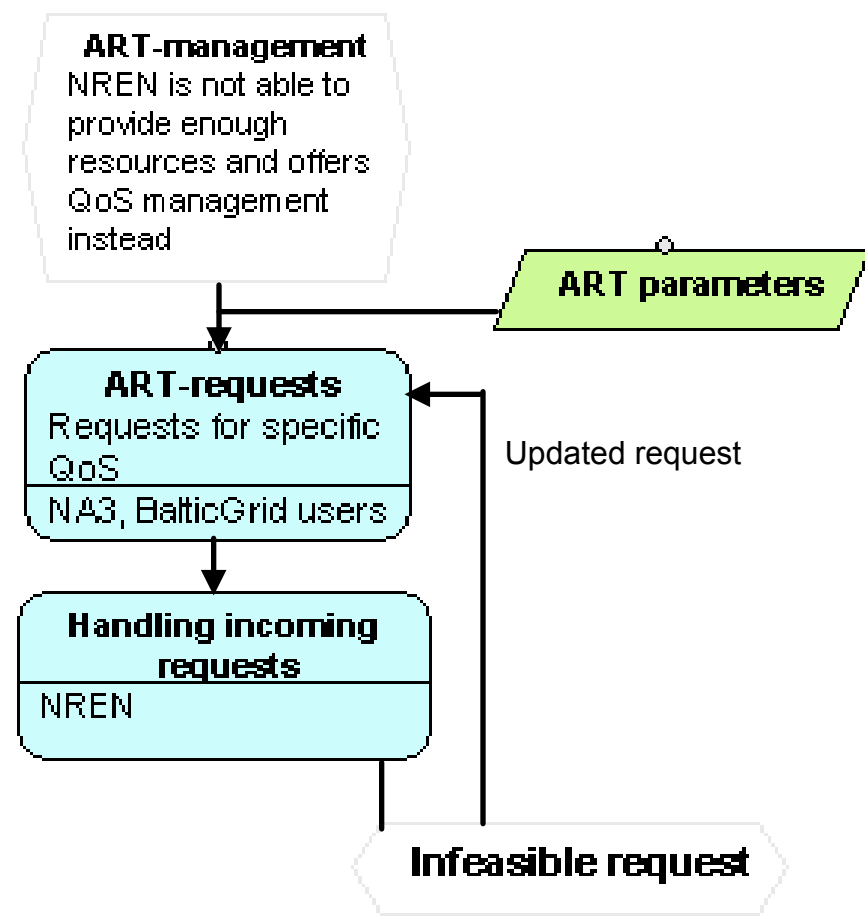 ART-management
NREN is not able to
provide enough
resources and offers
QoS management
instead
ART parameters
ART-requests
Requests for specific
QoS
NA3, BalticGrid users
Updated request
Handling incoming
requests
NREN
Infeasible request